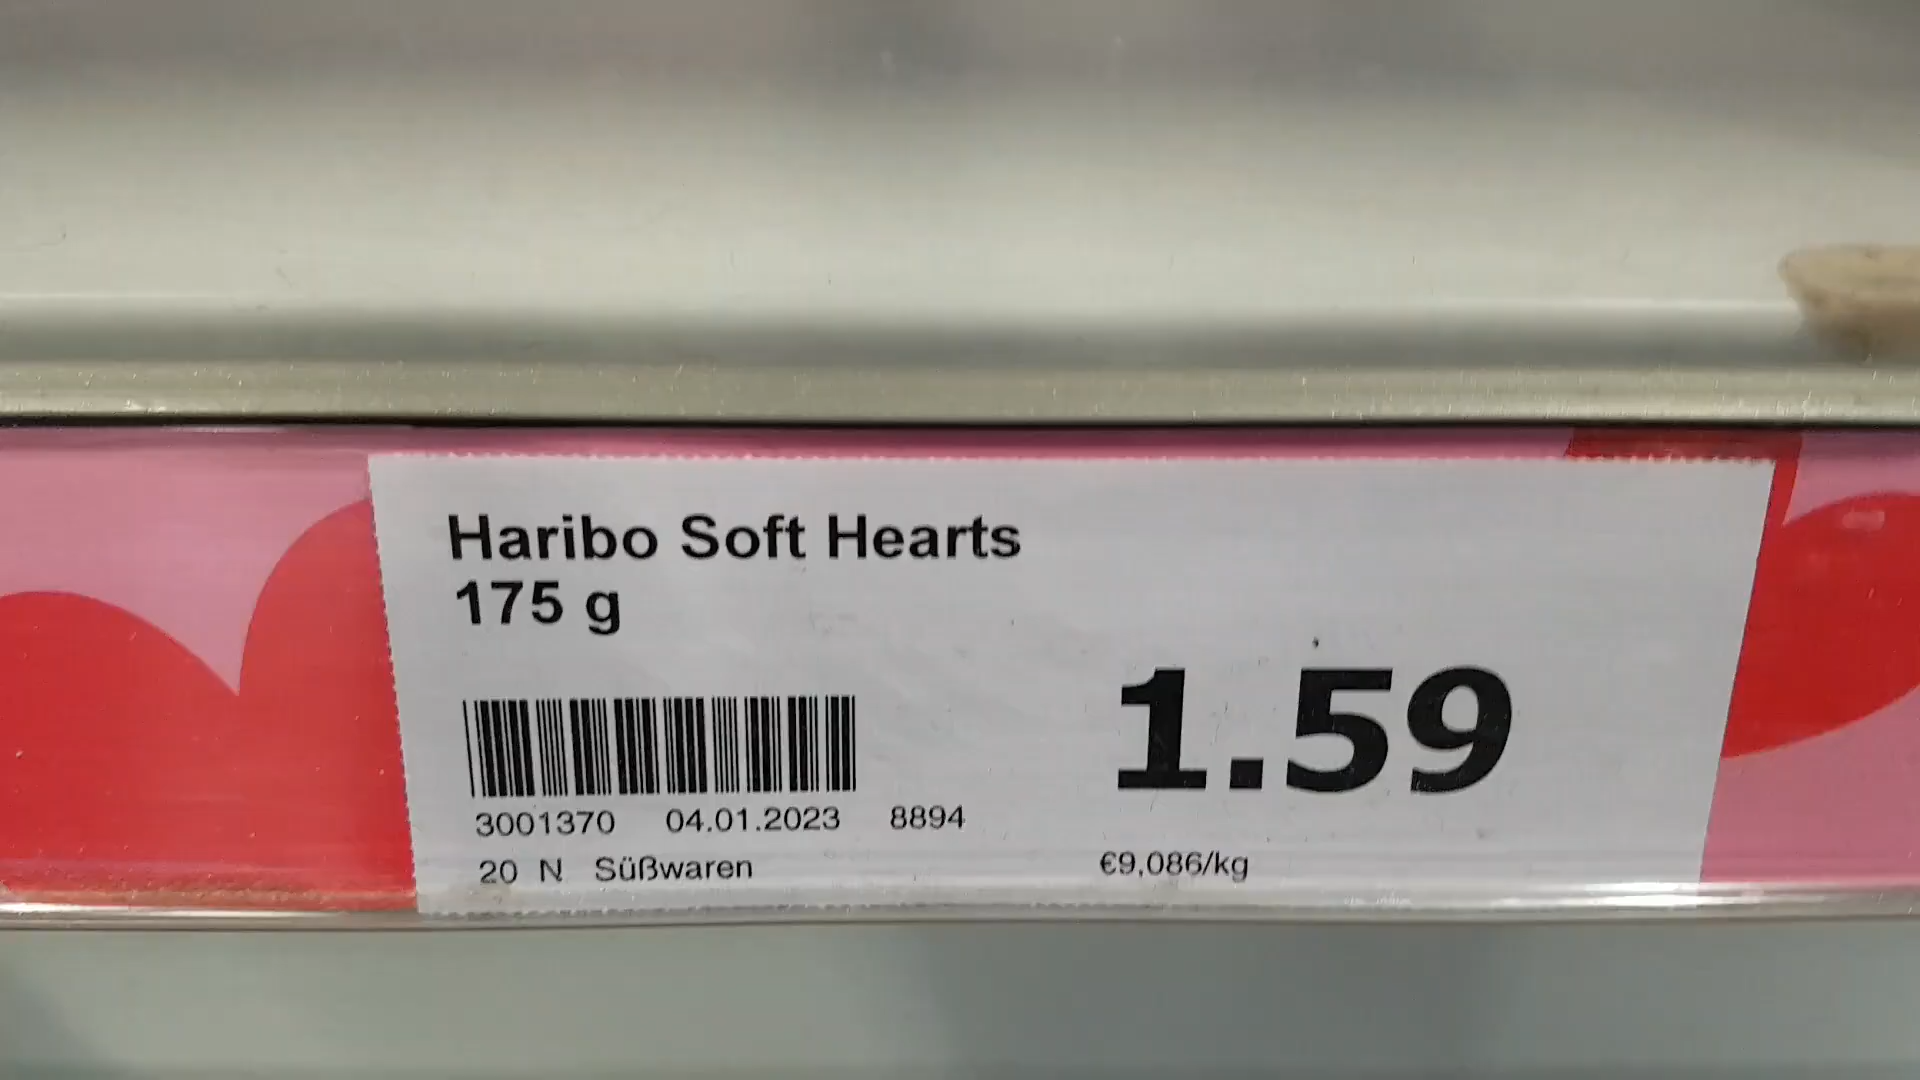 Haribo Soft Hearts
175 g
1.59
3001370 04.01.2023 8894
20 N Süßwaren
€9,086/kg